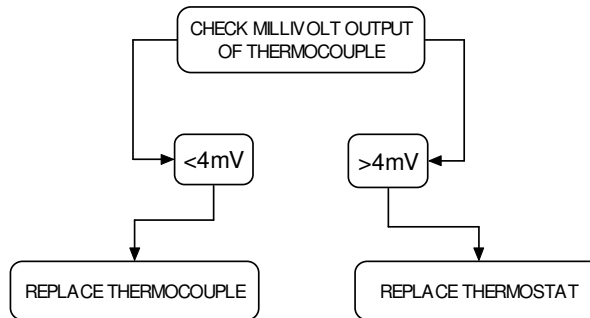 CHECK MILLIVOLT OUTPUT
OF THERMOCOUPLE
<4mV
>4mV
REPLACE THERMOCOUPLE
REPLACE THERMOSTAT